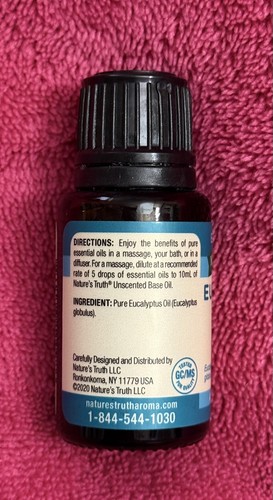 DIRECTIONS: Enjoy the benefits of pure
essential oils in a massage, your bath, or in a
diffuser. For a massage, dilute at a recommended
rate of 5 drops of essential oils to 10mL of
Nature's Truth® Unscented Base Oil.
INGREDIENT: Pure Eucalyptus Oil (Eucalyptus
globulus).
Carefully Designed and Distributed by
Nature's Truth LLC
Ronkonkoma, NY 11779 USA
©2020 Nature's Truth LLC
TESTED
GC/MS
FOR QUALITY
naturestrutharoma.com
1-844-544-1030